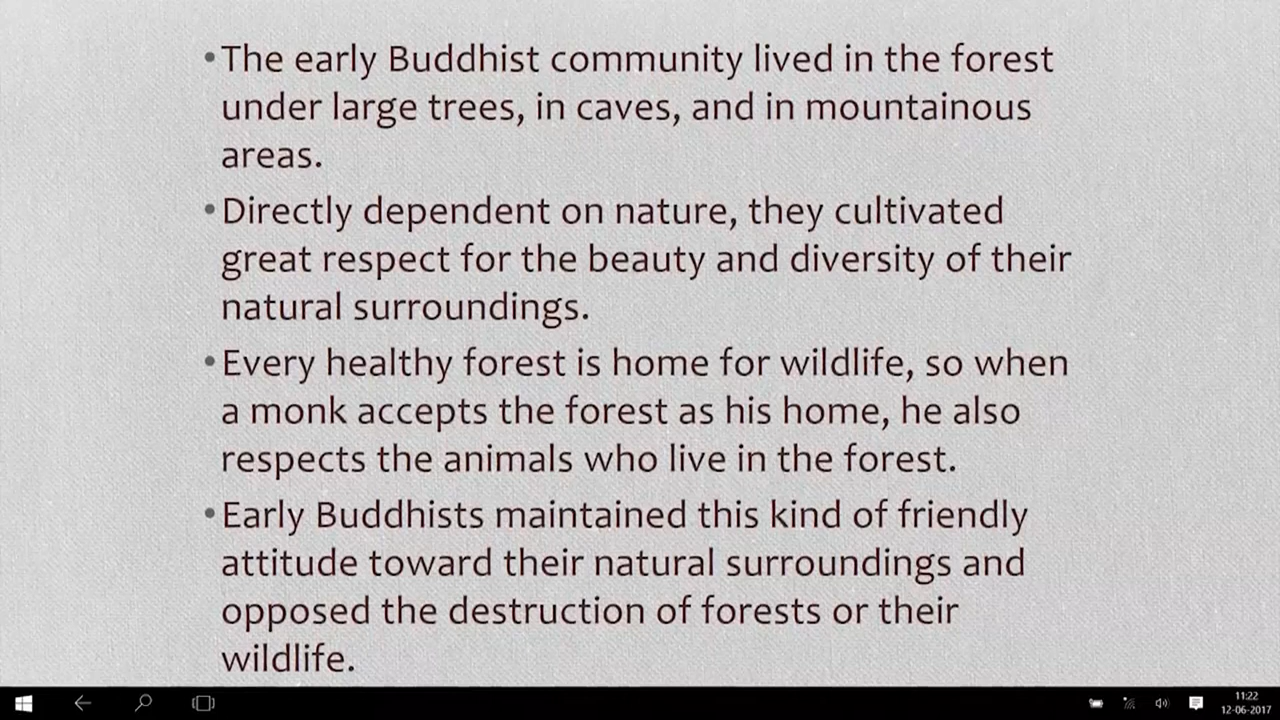 •The early Buddhist community lived in the forest
under large trees, in caves, and in mountainous
areas.
•Directly dependent on nature, they cultivated
great respect for the beauty and diversity of their
natural surroundings.
•Every healthy forest is home for wildlife, so when
a monk accepts the forest as his home, he also
respects the animals who live in the forest.
•Early Buddhists maintained this kind of friendly
attitude toward their natural surroundings and
opposed the destruction of forests or their
wildlife.
11:22
12-06-2017